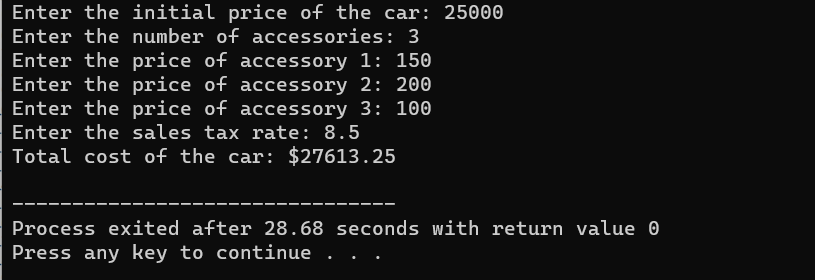 Enter the initial price of the car: 25000
Enter the number of accessories: 3
Enter the price of accessory 1: 150
Enter the price of accessory 2: 200
Enter the price of accessory 3: 100
Enter the sales tax rate: 8.5
Total cost of the car: $27613.25
--------------------------------
Process exited after 28.68 seconds with return value 0
Press any key to continue . . .